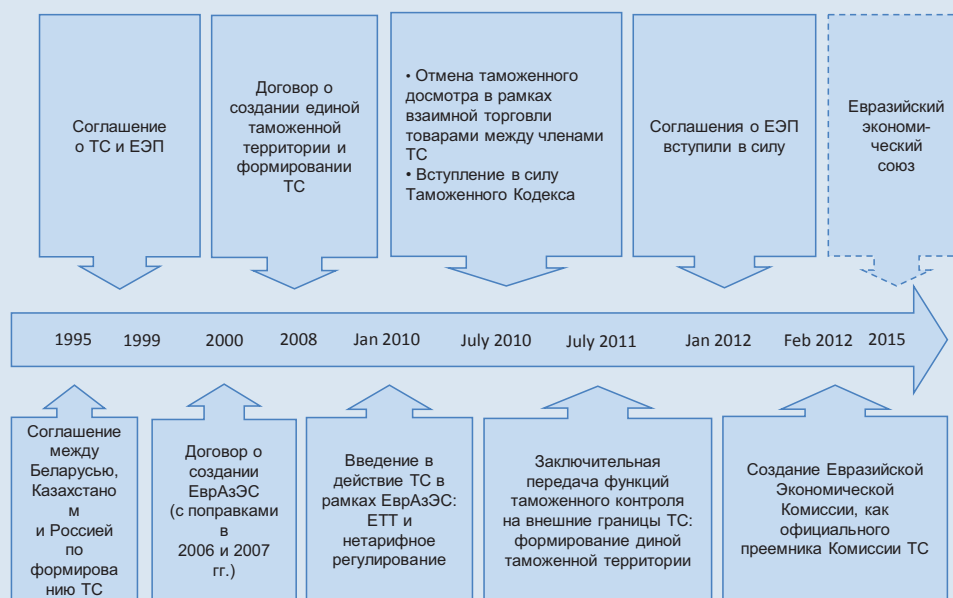 Соглашение
о ТС и ЕЭП
Договор о
создании единой
таможенной
территории и
формировании
ТС
• Отмена таможенного
досмотра в рамках
взаимной торговли
товарами между членами
ТС
• Вступление в силу
Таможенного Кодекса
Соглашения о ЕЭП
вступили в силу
Евразийский
экономи-
ческий
союз
1995 1999 2000 2008 Jan 2010 July 2010 July 2011 Jan 2012 Feb 2012 2015
Соглашение
между
Беларусью,
Казахстано
м
и Россией
по
формирова
нию ТС
Договор о
создании
ЕврАзЭС
(с поправками
в
2006 и 2007
гг.)
Введение в
действие ТС в
рамках ЕврАзЭС:
ЕТТ и
нетарифное
регулирование
Заключительная
передача функций
таможенного контроля
на внешние границы ТС:
формирование диной
таможенной территории
Создание Евразийской
Экономической
Комиссии, как
официального
преемника Комиссии ТС